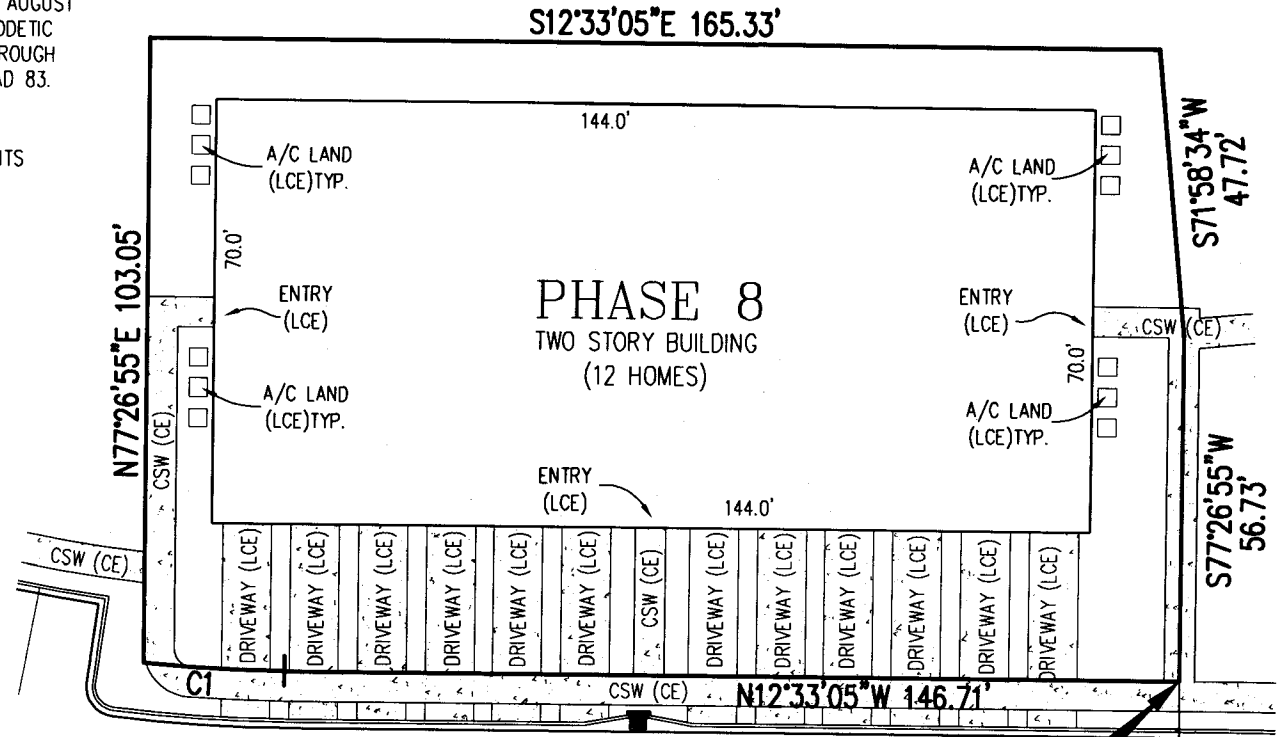 AUGUST
ODETIC
ROUGH
AD 83.
ITS
S12°33'05"E 165.33'
144.0'
A/C LAND
(LCE)TYP.
A/C LAND
(LCE)TYP.
S71°58'34"W
47.72'
70.0'
N77°26'55"E 103.05'
ENTRY
(LCE)
PHASE 8
TWO STORY BUILDING
(12 HOMES)
ENTRY
(LCE)
CSW (CE)
70.0'
A/C LAND
(LCE)TYP.
A/C LAND
(LCE)TYP.
CSW (CE)
S77°26'55"W
56.73'
ENTRY
(LCE)
144.0'
CSW (CE)
DRIVEWAY (LCE)
DRIVEWAY (LCE)
DRIVEWAY (LCE)
DRIVEWAY (LCE)
DRIVEWAY (LCE)
DRIVEWAY (LCE)
CSW (CE)
DRIVEWAY (LCE)
DRIVEWAY (LCE)
DRIVEWAY (LCE)
DRIVEWAY (LCE)
DRIVEWAY (LCE)
DRIVEWAY (LCE)
C1
CSW (CE)
N12°33'05"W 146.71'